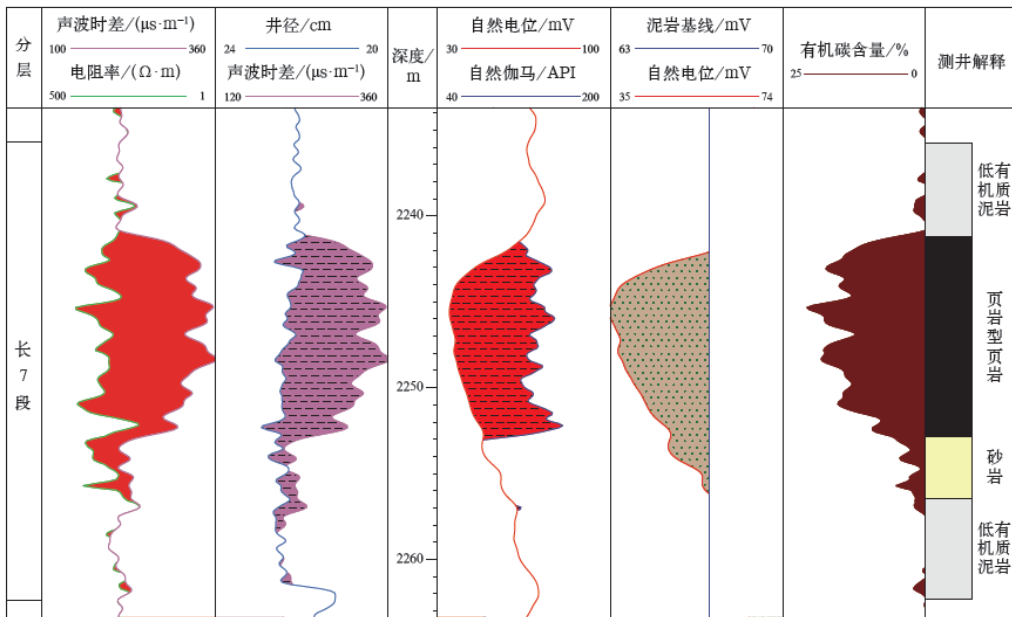 分层
声波时差/(μs·m⁻¹)
100 360
电阻率/(Ω·m)
500 1
井径/cm
24 20
声波时差/(μs·m⁻¹)
120 360
深度/m
自然电位/mV
30 100
自然伽马/API
40 200
泥岩基线/mV
63 70
自然电位/mV
35 74
有机碳含量/%
25 0
测井解释
长7段
2240
2250
2260
低有机质泥岩
页岩型页岩
砂岩
低有机质泥岩